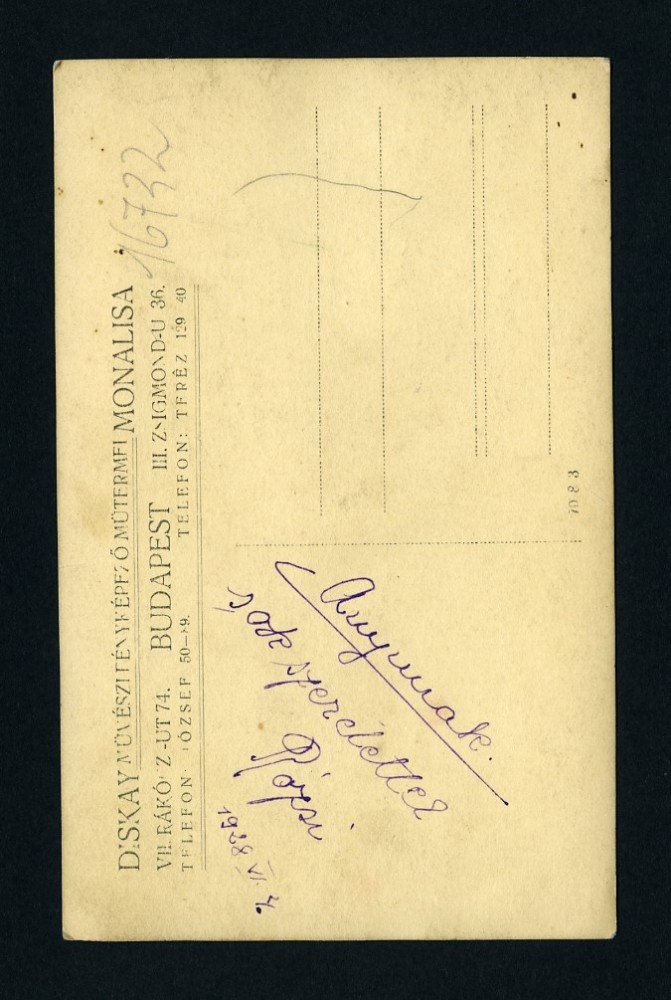 16732
DISKAY MŰVÉSZI FÉNYKÉPEZŐ MŰTERMEI MONALISA
VII. RÁKÓCZI-UT 74. BUDAPEST III. ZSIGMOND-U 36.
TELEFON: JÓZSEF 50–19. TELEFON: TERÉZ 129 40
Anyunak.
sok szeretettel
Rózsi
1928 VI. 4.